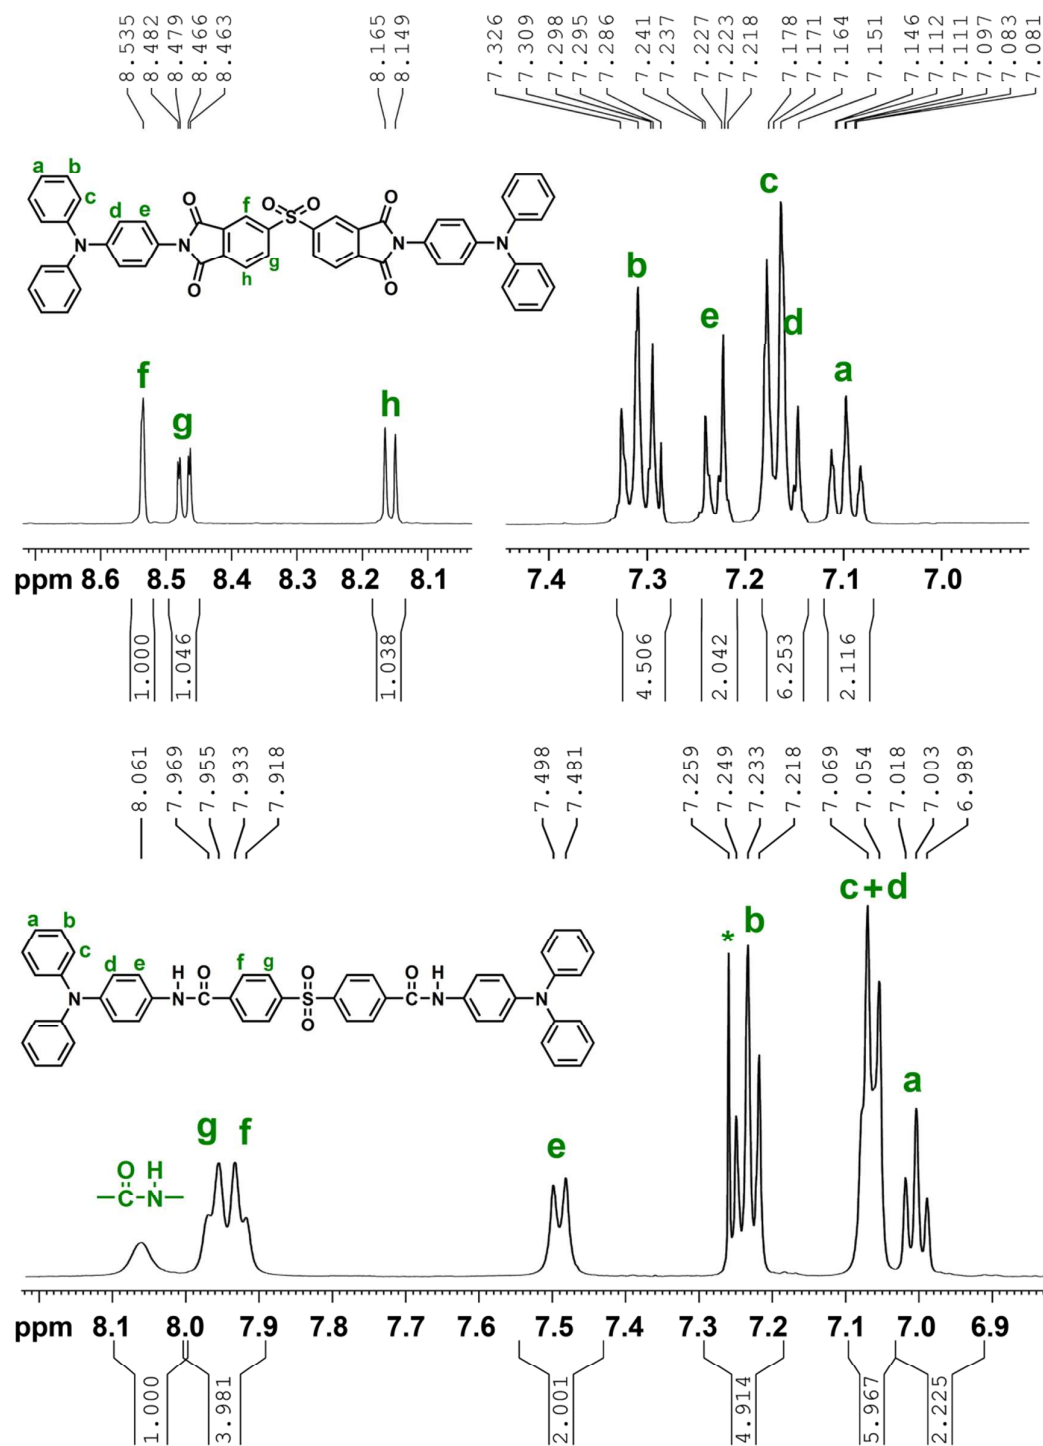 8.535 8.482 8.479 8.466 8.463 8.165 8.149 7.326 7.309 7.298 7.295 7.286 7.241 7.237 7.227 7.223 7.218 7.178 7.171 7.164 7.151 7.146 7.112 7.111 7.097 7.083 7.081
a b c d e f g h
O O O O O O S N N N N
f g h b e c d a
ppm 8.6 8.5 8.4 8.3 8.2 8.1 7.4 7.3 7.2 7.1 7.0
1.000 1.046 1.038 4.506 2.042 6.253 2.116
8.061 7.969 7.955 7.933 7.918 7.498 7.481 7.259 7.249 7.233 7.218 7.069 7.054 7.018 7.003 6.989
a b c d e f g
N H N O C O S O O C H N N
O H C N g f e * b c+d a
ppm 8.1 8.0 7.9 7.8 7.7 7.6 7.5 7.4 7.3 7.2 7.1 7.0 6.9
1.000 3.981 2.001 4.914 5.967 2.225